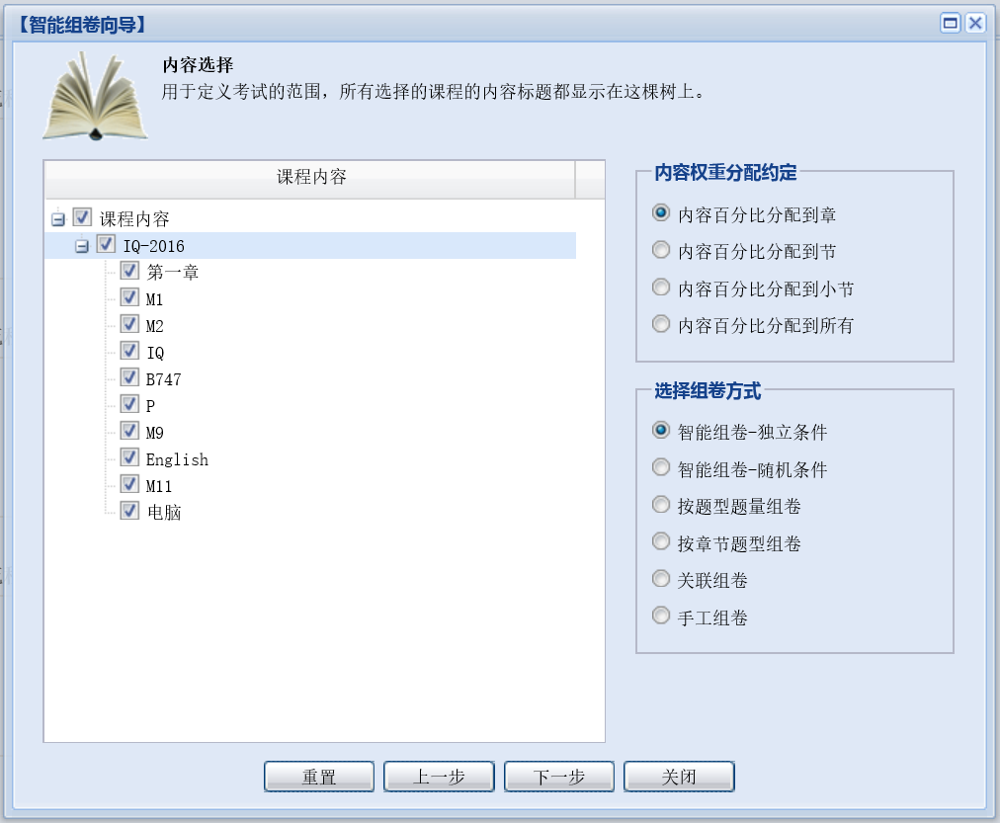 【智能组卷向导】
内容选择
用于定义考试的范围，所有选择的课程的内容标题都显示在这棵树上。
课程内容
课程内容
IQ-2016
第一章
M1
M2
IQ
B747
P
M9
English
M11
电脑
内容权重分配约定
内容百分比分配到章
内容百分比分配到节
内容百分比分配到小节
内容百分比分配到所有
选择组卷方式
智能组卷-独立条件
智能组卷-随机条件
按题型题量组卷
按章节题型组卷
关联组卷
手工组卷
重置 上一步 下一步 关闭